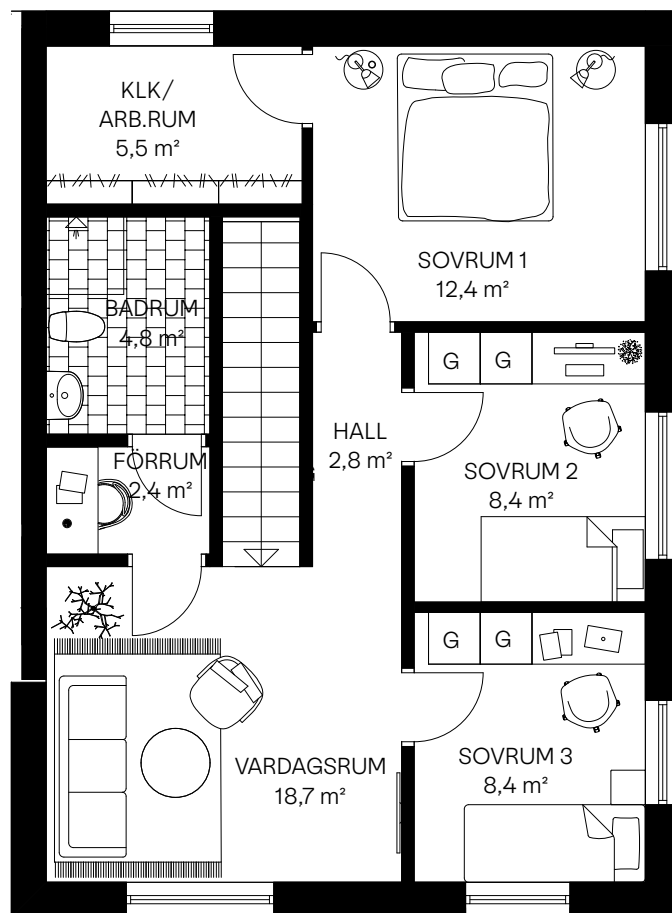 KLK/
ARB.RUM
5,5 m²
SOVRUM 1
12,4 m²
BADRUM
4,8 m²
G
G
HALL
2,8 m²
FÖRRUM
2,4 m²
SOVRUM 2
8,4 m²
G
G
VARDAGSRUM
18,7 m²
SOVRUM 3
8,4 m²